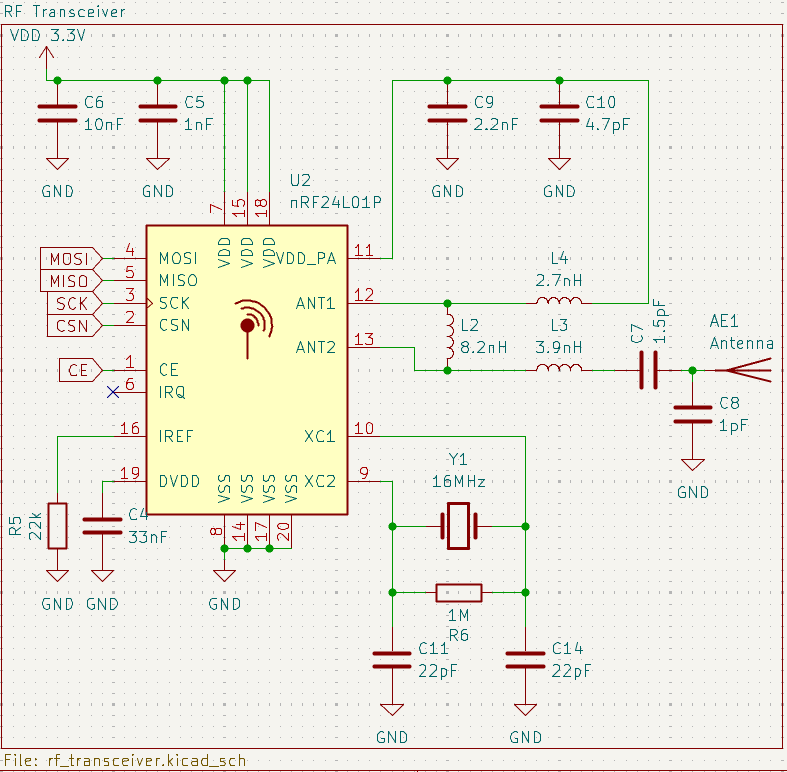 RF Transceiver
VDD 3.3V
C6
10nF
C5
1nF
C9
2.2nF
C10
4.7pF
GND
GND
GND
GND
U2
nRF24L01P
7
15
18
VDD
VDD
VDD
VDD_PA
11
MOSI
4
MOSI
MISO
5
MISO
SCK
3
SCK
CSN
2
CSN
CE
1
CE
6
IRQ
16
IREF
19
DVDD
ANT1
12
ANT2
13
XC1
10
XC2
9
VSS
VSS
VSS
VSS
8
14
17
20
L4
2.7nH
L2
8.2nH
L3
3.9nH
C7
1.5pF
AE1
Antenna
C8
1pF
GND
R5
22k
C4
33nF
GND
GND
GND
Y1
16MHz
1M
R6
C11
22pF
C14
22pF
GND
GND
File: rf_transceiver.kicad_sch